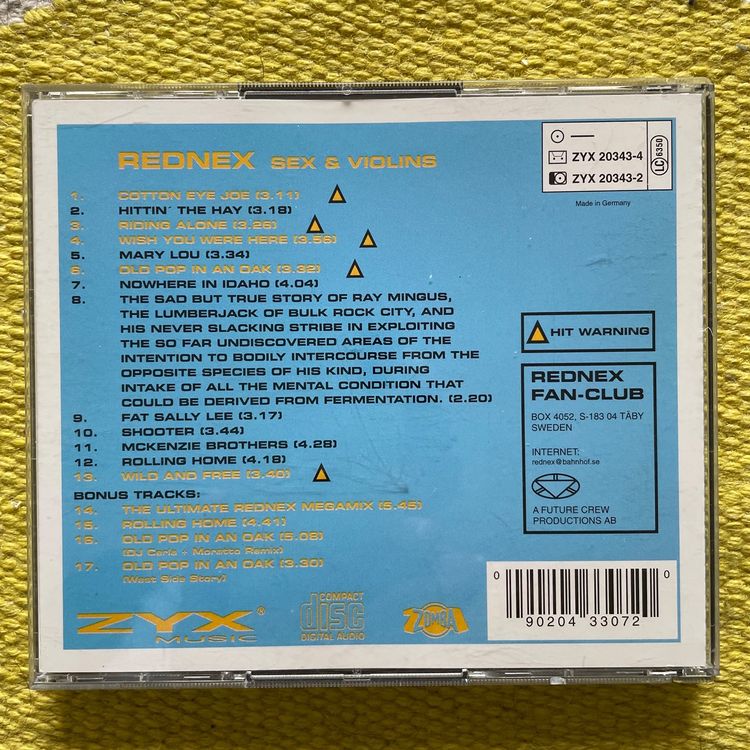 REDNEX SEX & VIOLINS
1. COTTON EYE JOE (3.11)
2. HITTIN´ THE HAY (3.18)
3. RIDING ALONE (3.26)
4. WISH YOU WERE HERE (3.56)
5. MARY LOU (3.34)
6. OLD POP IN AN OAK (3.32)
7. NOWHERE IN IDAHO (4.04)
8. THE SAD BUT TRUE STORY OF RAY MINGUS,
THE LUMBERJACK OF BULK ROCK CITY, AND
HIS NEVER SLACKING STRIBE IN EXPLOITING
THE SO FAR UNDISCOVERED AREAS OF THE
INTENTION TO BODILY INTERCOURSE FROM THE
OPPOSITE SPECIES OF HIS KIND, DURING
INTAKE OF ALL THE MENTAL CONDITION THAT
COULD BE DERIVED FROM FERMENTATION. (2.20)
9. FAT SALLY LEE (3.17)
10. SHOOTER (3.44)
11. MCKENZIE BROTHERS (4.28)
12. ROLLING HOME (4.18)
13. WILD AND FREE (3.40)
BONUS TRACKS:
14. THE ULTIMATE REDNEX MEGAMIX (5.45)
15. ROLLING HOME (4.41)
16. OLD POP IN AN OAK (5.08)
(DJ Cerla + Moratto Remix)
17. OLD POP IN AN OAK (3.30)
(West Side Story)
ZYX®
MUSIC
COMPACT
disc
DIGITAL AUDIO
ZOMBA
ZYX 20343-4
ZYX 20343-2
LC 6350
Made in Germany
HIT WARNING
REDNEX
FAN-CLUB
BOX 4052, S-183 04 TÄBY
SWEDEN
INTERNET:
rednex@bahnhof.se
A FUTURE CREW
PRODUCTIONS AB
0 90204 33072 0